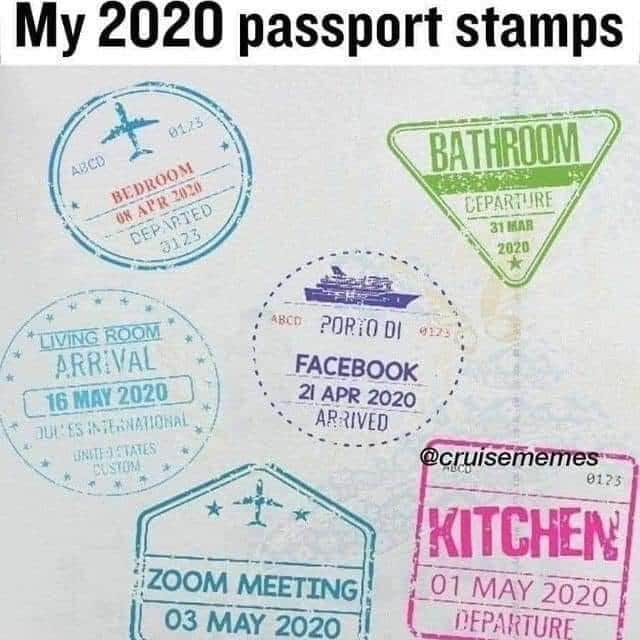 My 2020 passport stamps
ABCD
0123
BEDROOM
08 APR 2020
DEPARTED
0123
BATHROOM
DEPARTURE
31 MAR
2020
LIVING ROOM
ARRIVAL
16 MAY 2020
DULLES INTERNATIONAL
UNITED STATES
CUSTOM
ABCD
PORTO DI
0123
FACEBOOK
21 APR 2020
ARRIVED
@cruisememes
ABCD
0123
KITCHEN
01 MAY 2020
DEPARTURE
ZOOM MEETING
03 MAY 2020